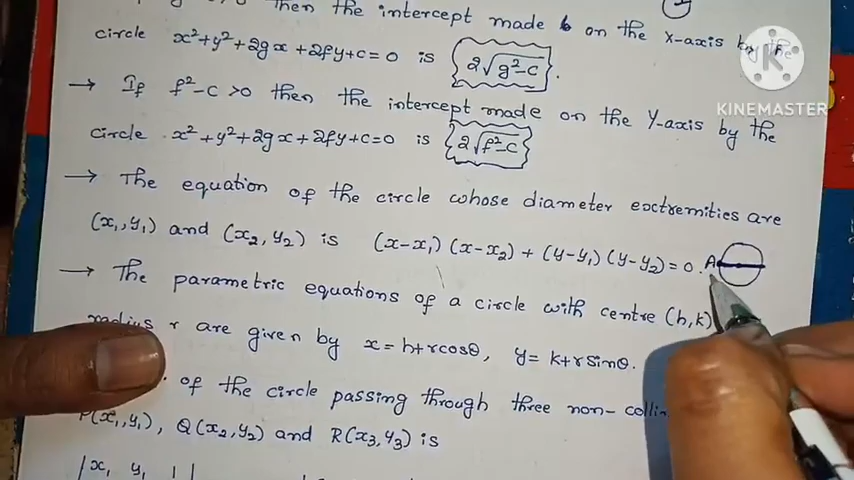 then the intercept made on the X-axis by the
circle x²+y²+2gx+2fy+c=0 is 2√g²-c.
→ If f²-c>0 then the intercept made on the Y-axis by the
circle x²+y²+2gx+2fy+c=0 is 2√f²-c
→ The equation of the circle whose diameter exctremities are
(x₁,y₁) and (x₂,y₂) is (x-x₁)(x-x₂)+(y-y₁)(y-y₂)=0. A
→ The parametric equations of a circle with centre (h,k)
radius r are given by x=h+rcosθ, y=k+rsinθ.
of the circle passing through three non-
P(x₁,y₁), Q(x₂,y₂) and R(x₃,y₃) is
x₁ y₁ 1
KINEMASTER